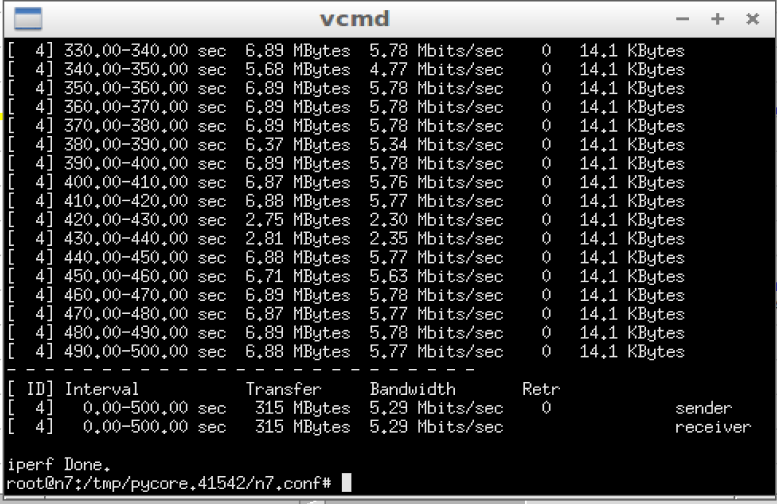 vcmd
[  4] 330.00-340.00 sec  6.89 MBytes  5.78 Mbits/sec    0   14.1 KBytes
[  4] 340.00-350.00 sec  5.68 MBytes  4.77 Mbits/sec    0   14.1 KBytes
[  4] 350.00-360.00 sec  6.89 MBytes  5.78 Mbits/sec    0   14.1 KBytes
[  4] 360.00-370.00 sec  6.89 MBytes  5.78 Mbits/sec    0   14.1 KBytes
[  4] 370.00-380.00 sec  6.89 MBytes  5.78 Mbits/sec    0   14.1 KBytes
[  4] 380.00-390.00 sec  6.37 MBytes  5.34 Mbits/sec    0   14.1 KBytes
[  4] 390.00-400.00 sec  6.89 MBytes  5.78 Mbits/sec    0   14.1 KBytes
[  4] 400.00-410.00 sec  6.87 MBytes  5.76 Mbits/sec    0   14.1 KBytes
[  4] 410.00-420.00 sec  6.88 MBytes  5.77 Mbits/sec    0   14.1 KBytes
[  4] 420.00-430.00 sec  2.75 MBytes  2.30 Mbits/sec    0   14.1 KBytes
[  4] 430.00-440.00 sec  2.81 MBytes  2.35 Mbits/sec    0   14.1 KBytes
[  4] 440.00-450.00 sec  6.88 MBytes  5.77 Mbits/sec    0   14.1 KBytes
[  4] 450.00-460.00 sec  6.71 MBytes  5.63 Mbits/sec    0   14.1 KBytes
[  4] 460.00-470.00 sec  6.89 MBytes  5.78 Mbits/sec    0   14.1 KBytes
[  4] 470.00-480.00 sec  6.87 MBytes  5.77 Mbits/sec    0   14.1 KBytes
[  4] 480.00-490.00 sec  6.89 MBytes  5.78 Mbits/sec    0   14.1 KBytes
[  4] 490.00-500.00 sec  6.88 MBytes  5.77 Mbits/sec    0   14.1 KBytes
- - - - - - - - - - - - - - - - - - - - - - - - -
[ ID] Interval           Transfer     Bandwidth       Retr
[  4]   0.00-500.00 sec   315 MBytes  5.29 Mbits/sec    0             sender
[  4]   0.00-500.00 sec   315 MBytes  5.29 Mbits/sec                  receiver
iperf Done.
root@n7:/tmp/pycore.41542/n7.conf#